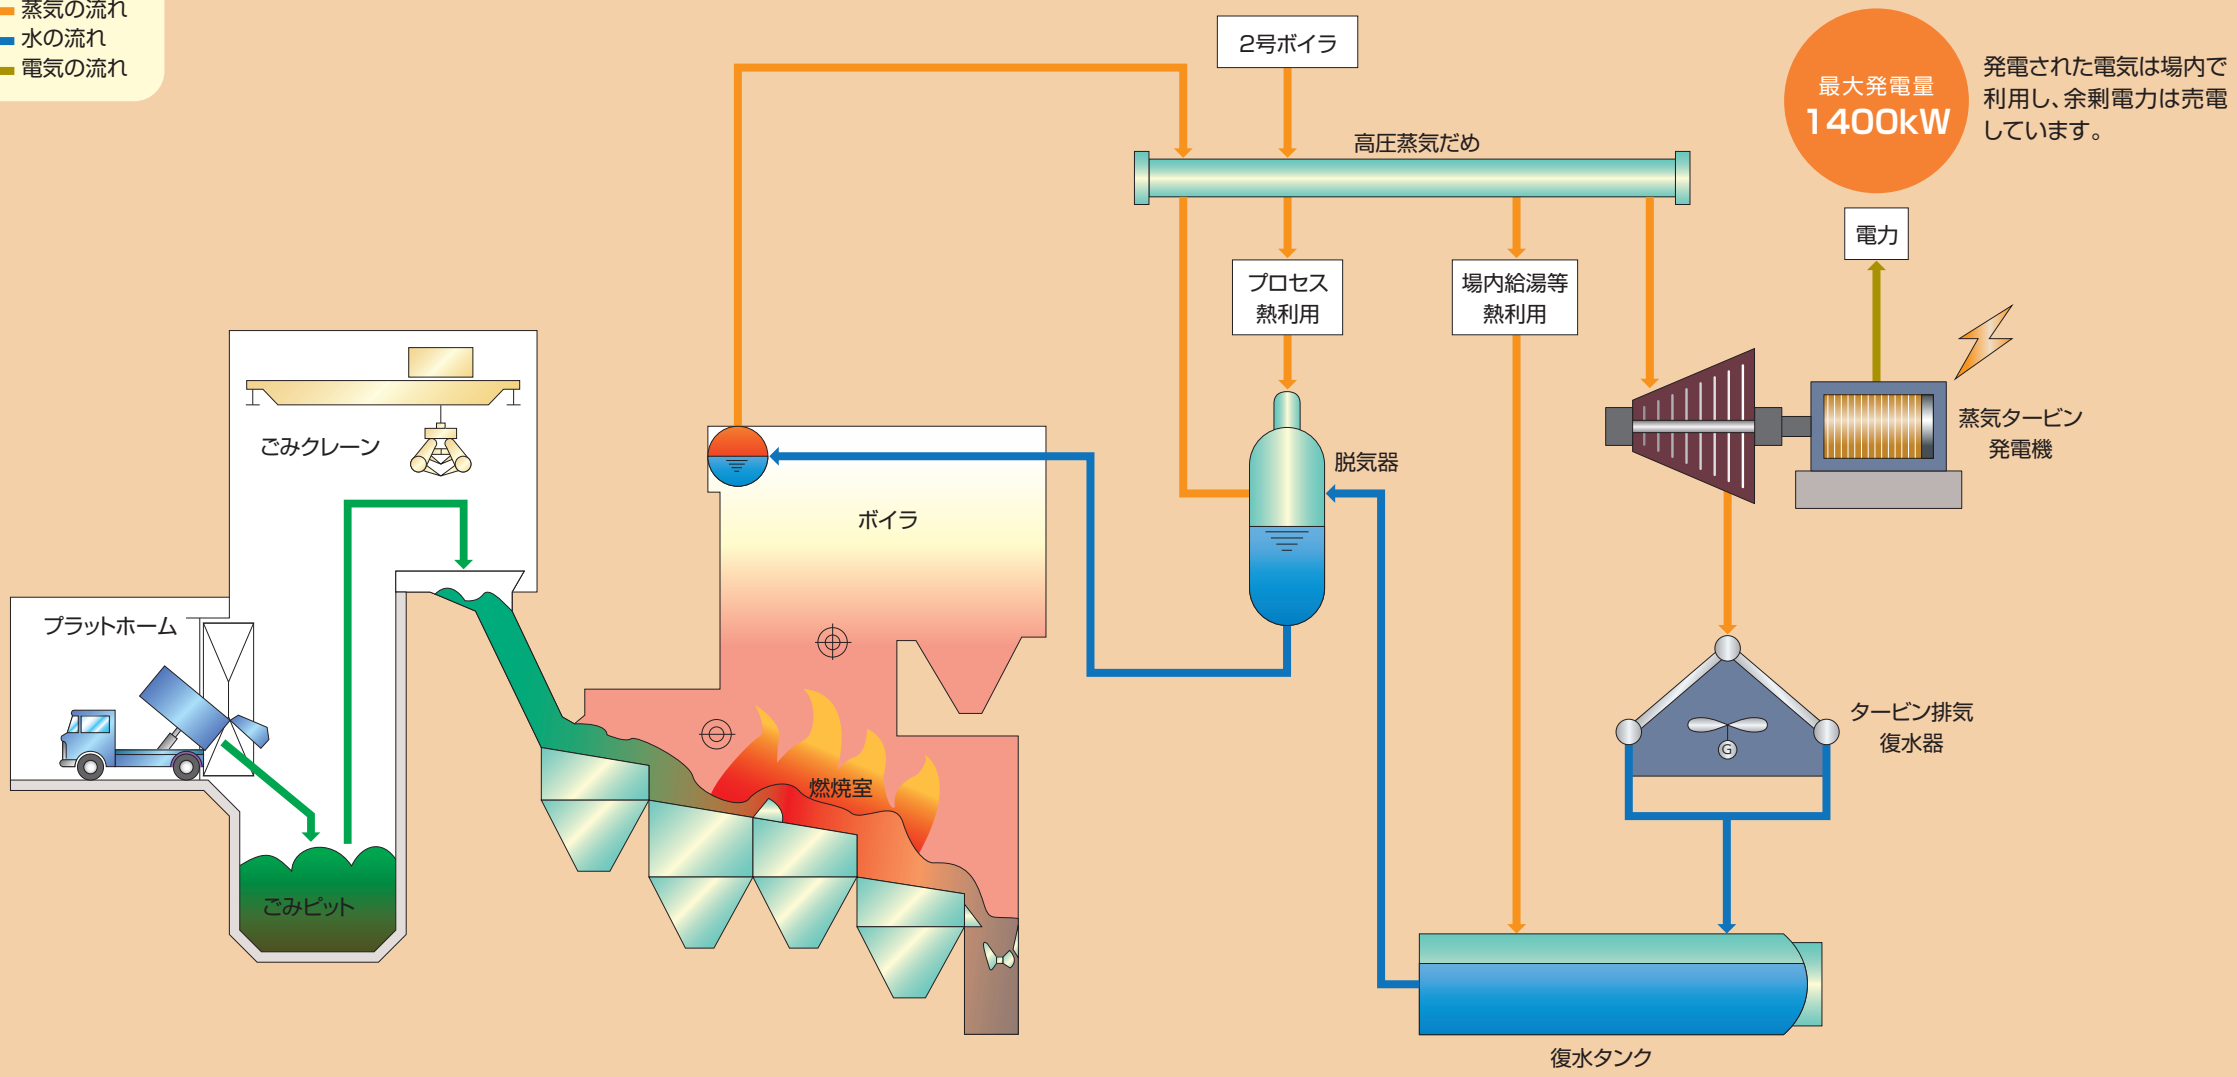 蒸気の流れ
水の流れ
電気の流れ
2号ボイラ
最大発電量
1400kW
発電された電気は場内で
利用し、余剰電力は売電
しています。
高圧蒸気だめ
電力
プロセス
熱利用
場内給湯等
熱利用
ごみクレーン
脱気器
蒸気タービン
発電機
ボイラ
プラットホーム
タービン排気
復水器
G
燃焼室
ごみピット
復水タンク